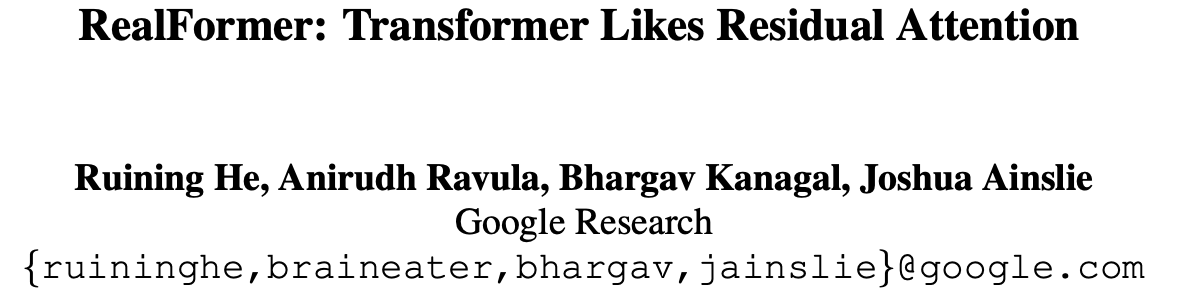 RealFormer: Transformer Likes Residual Attention
Ruining He, Anirudh Ravula, Bhargav Kanagal, Joshua Ainslie
Google Research
{ruininghe,braineater,bhargav,jainslie}@google.com